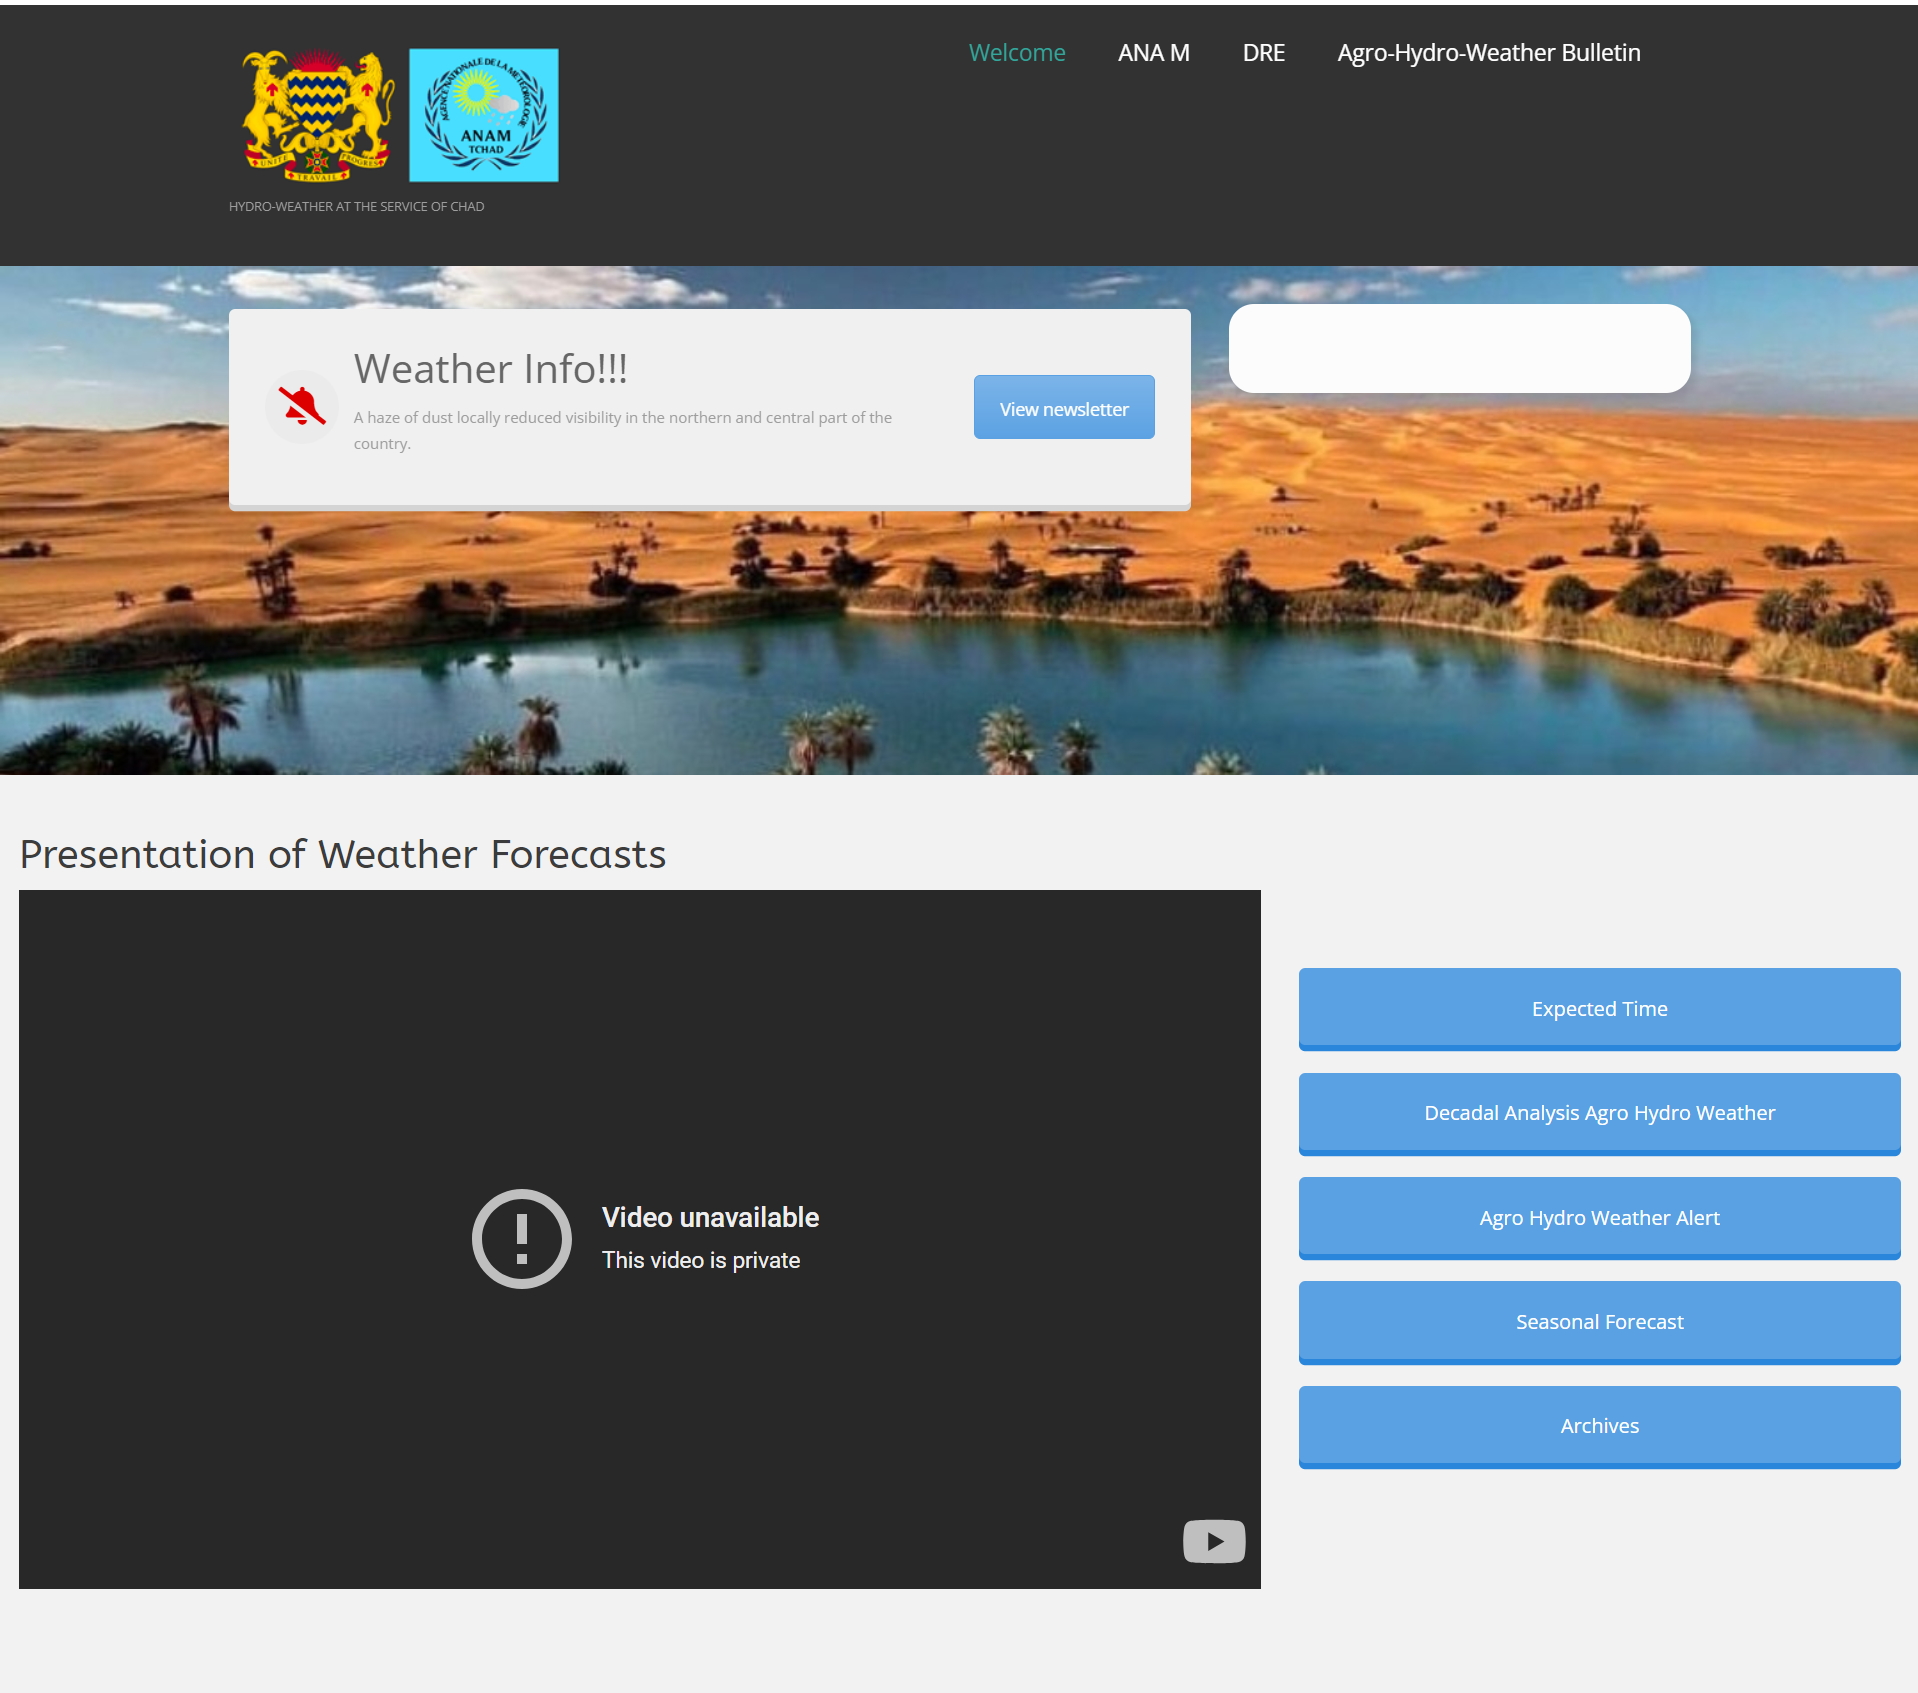 Welcome
ANA M
DRE
Agro-Hydro-Weather Bulletin
UNITÉ
TRAVAIL
PROGRÈS
AGENCE NATIONALE DE LA METEOROLOGIE
ANAM
TCHAD
HYDRO-WEATHER AT THE SERVICE OF CHAD
Weather Info!!!
A haze of dust locally reduced visibility in the northern and central part of the
country.
View newsletter
Presentation of Weather Forecasts
Video unavailable
This video is private
Expected Time
Decadal Analysis Agro Hydro Weather
Agro Hydro Weather Alert
Seasonal Forecast
Archives